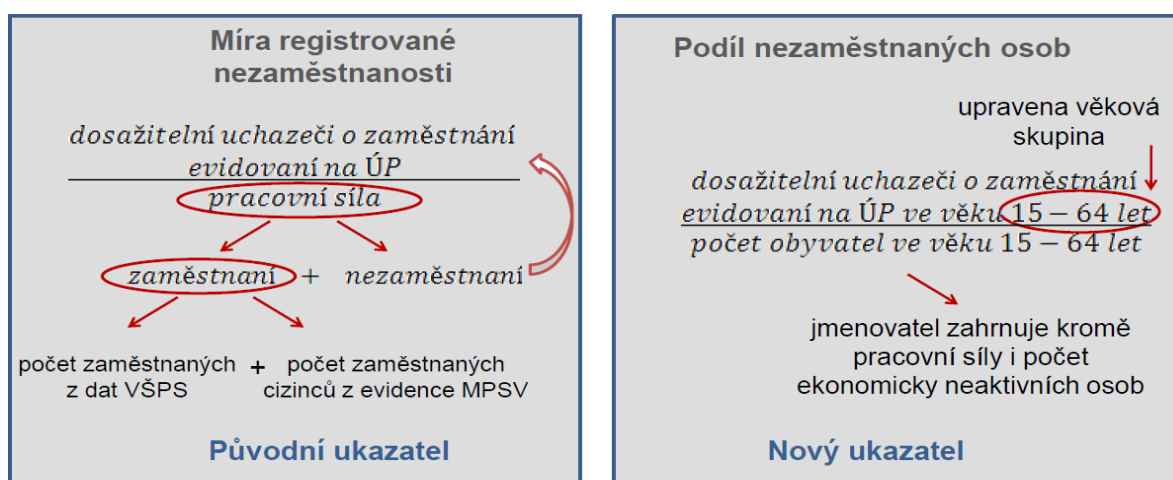 Míra registrované
nezaměstnanosti
dosažitelní uchazeči o zaměstnání
evidovaní na ÚP
pracovní síla
zaměstnaní + nezaměstnaní
počet zaměstnaných + počet zaměstnaných
z dat VŠPS cizinců z evidence MPSV
Původní ukazatel
Podíl nezaměstnaných osob
upravena věková
skupina
dosažitelní uchazeči o zaměstnání
evidovaní na ÚP ve věku 15 – 64 let
počet obyvatel ve věku 15 – 64 let
jmenovatel zahrnuje kromě
pracovní síly i počet
ekonomicky neaktivních osob
Nový ukazatel